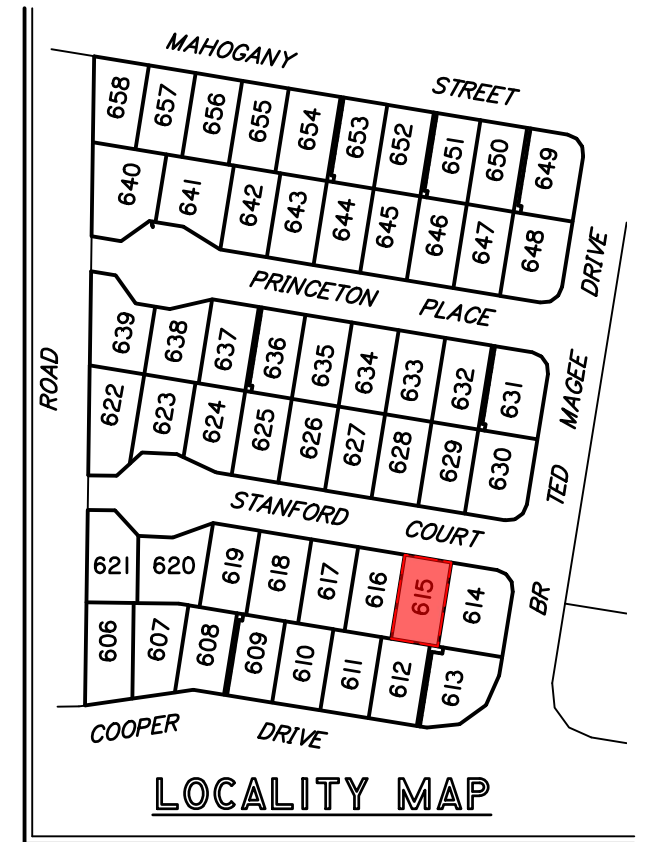 MAHOGANY STREET
658 657 656 655 654 653 652 651 650 649
640 641 642 643 644 645 646 647 648
DRIVE
PRINCETON PLACE
ROAD
639 638 637 636 635 634 633 632 631
MAGEE
622 623 624 625 626 627 628 629 630
TED
STANFORD COURT
621 620 619 618 617 616 615 614
BR
606 607 608 609 610 611 612 613
COOPER DRIVE
LOCALITY MAP